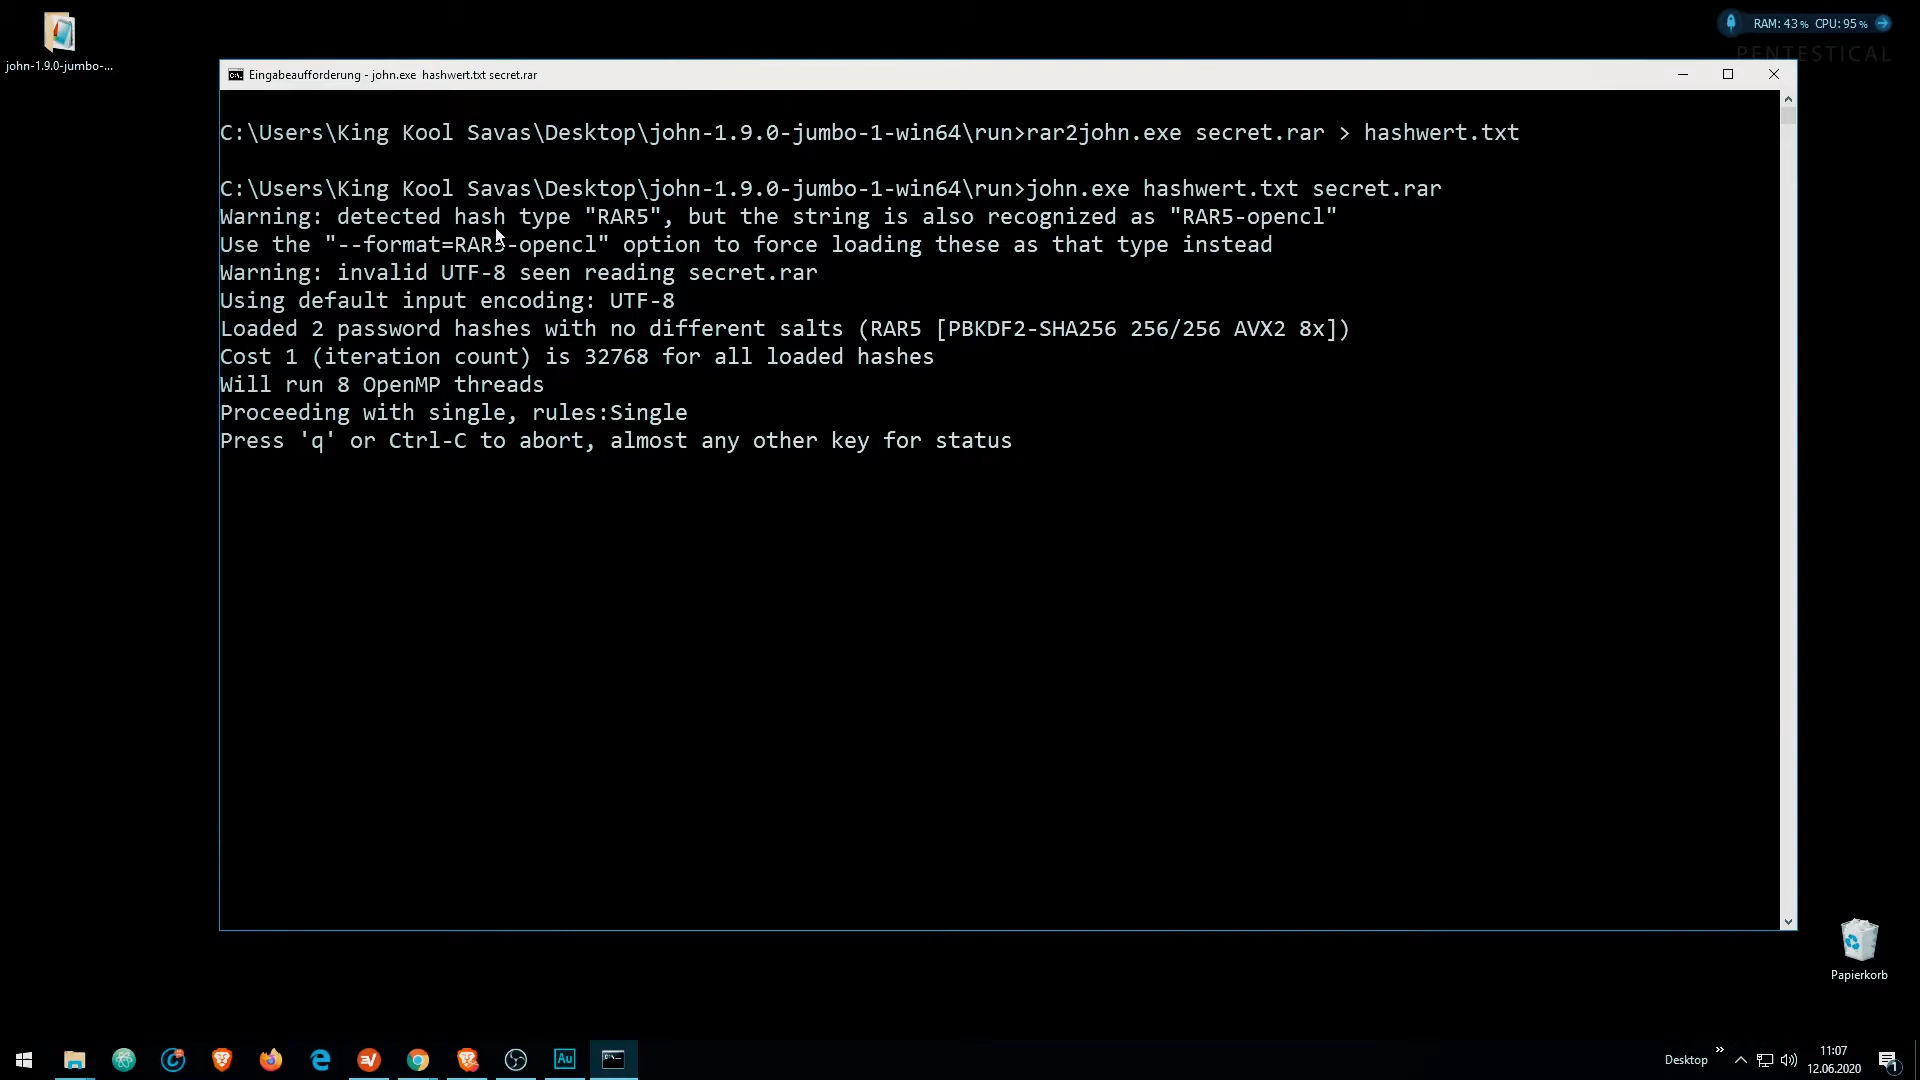 john-1.9.0-jumbo-...
RAM: 43% CPU: 95%
PENTESTICAL
Eingabeaufforderung - john.exe hashwert.txt secret.rar
C:\Users\King Kool Savas\Desktop\john-1.9.0-jumbo-1-win64\run>rar2john.exe secret.rar > hashwert.txt
C:\Users\King Kool Savas\Desktop\john-1.9.0-jumbo-1-win64\run>john.exe hashwert.txt secret.rar
Warning: detected hash type "RAR5", but the string is also recognized as "RAR5-opencl"
Use the "--format=RAR5-opencl" option to force loading these as that type instead
Warning: invalid UTF-8 seen reading secret.rar
Using default input encoding: UTF-8
Loaded 2 password hashes with no different salts (RAR5 [PBKDF2-SHA256 256/256 AVX2 8x])
Cost 1 (iteration count) is 32768 for all loaded hashes
Will run 8 OpenMP threads
Proceeding with single, rules:Single
Press 'q' or Ctrl-C to abort, almost any other key for status
Papierkorb
Au
Desktop
11:07
12.06.2020
1